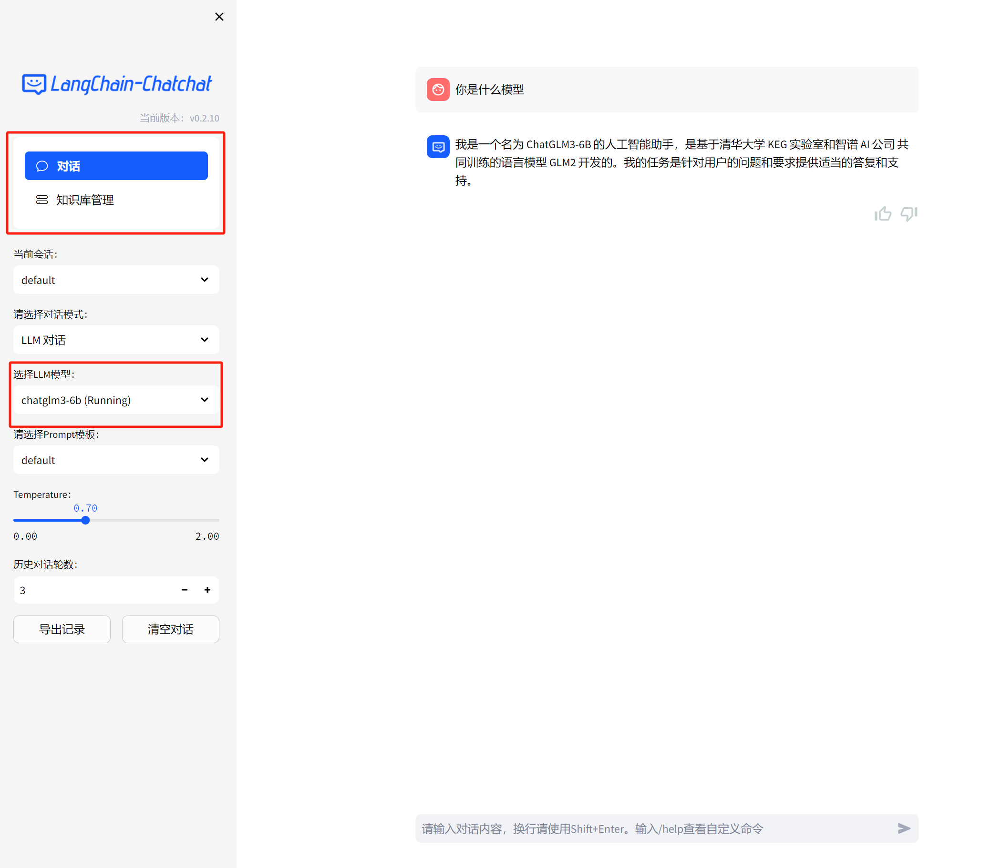 LangChain-Chatchat
当前版本：v0.2.10
对话
知识库管理
当前会话：
default
请选择对话模式：
LLM 对话
选择LLM模型：
chatglm3-6b (Running)
请选择Prompt模板：
default
Temperature：
0.70
0.00 2.00
历史对话轮数：
3
导出记录 清空对话
你是什么模型
我是一个名为 ChatGLM3-6B 的人工智能助手，是基于清华大学 KEG 实验室和智谱 AI 公司 共
同训练的语言模型 GLM2 开发的。我的任务是针对用户的问题和要求提供适当的答复和支
持。
请输入对话内容，换行请使用Shift+Enter。输入/help查看自定义命令